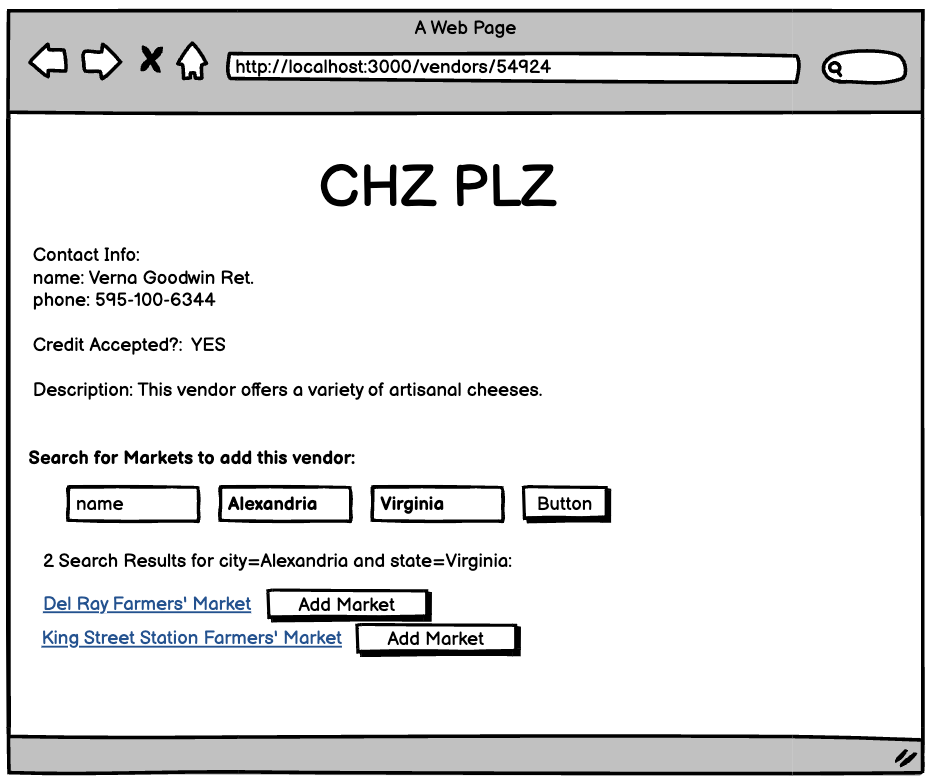 A Web Page
http://localhost:3000/vendors/54924
CHZ PLZ
Contact Info:
name: Verna Goodwin Ret.
phone: 595-100-6344
Credit Accepted?: YES
Description: This vendor offers a variety of artisanal cheeses.
Search for Markets to add this vendor:
name Alexandria Virginia Button
2 Search Results for city=Alexandria and state=Virginia:
Del Ray Farmers' Market Add Market
King Street Station Farmers' Market Add Market